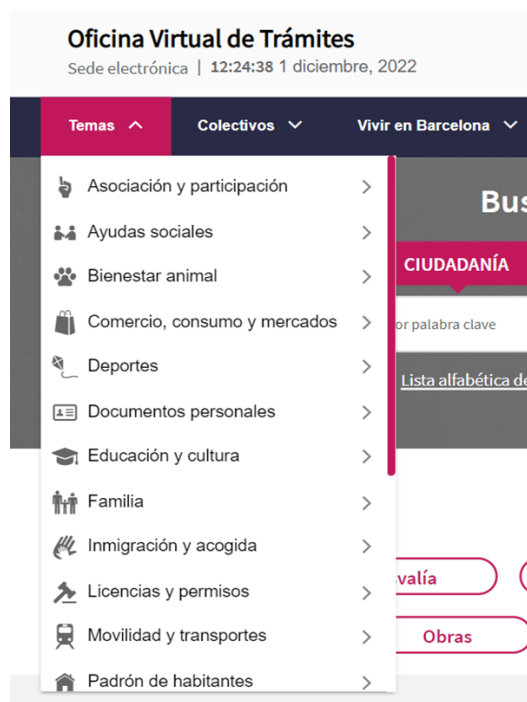 Oficina Virtual de Trámites
Sede electrónica | 12:24:38 1 diciembre, 2022
Temas Colectivos Vivir en Barcelona
Asociación y participación
Ayudas sociales
Bienestar animal
Comercio, consumo y mercados
Deportes
Documentos personales
Educación y cultura
Familia
Inmigración y acogida
Licencias y permisos
Movilidad y transportes
Padrón de habitantes
Bus
CIUDADANÍA
or palabra clave
Lista alfabética de
svalía
Obras